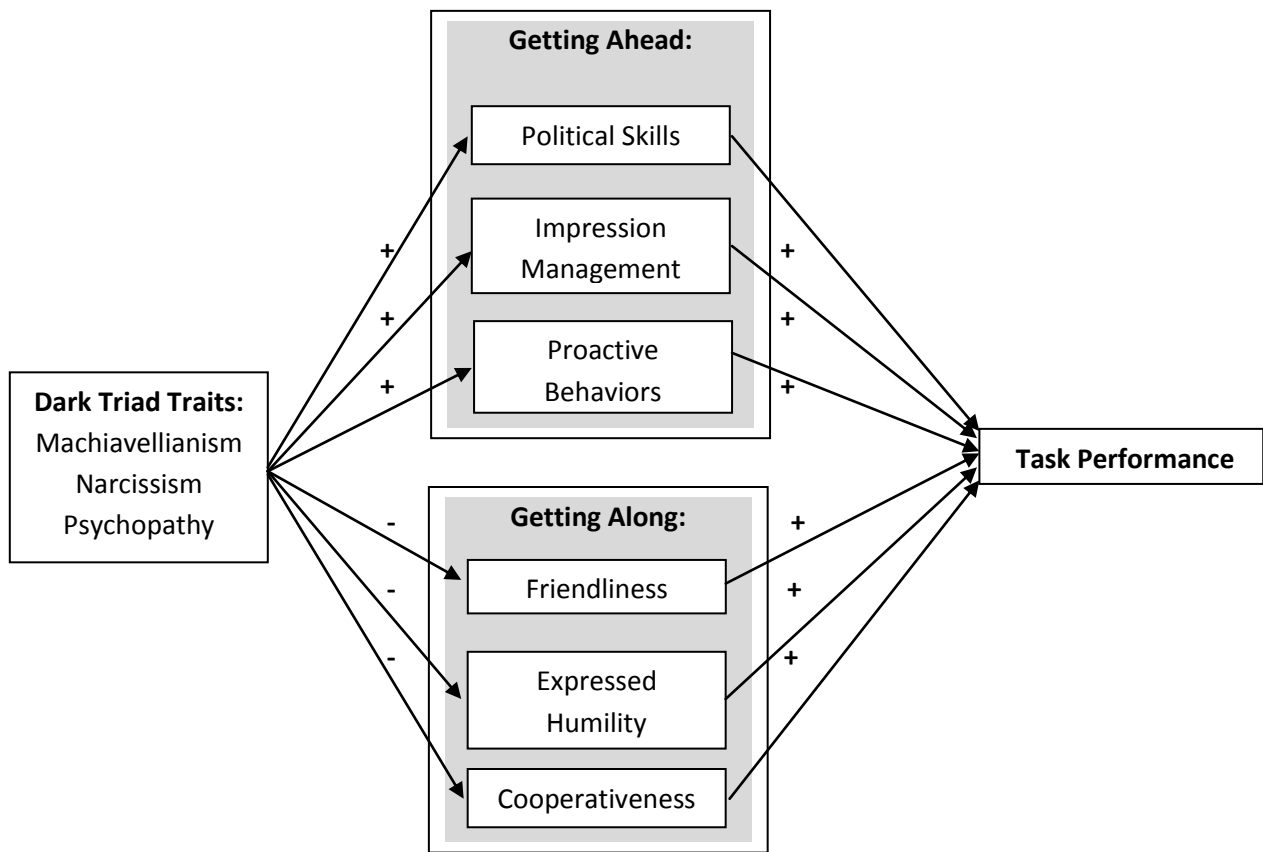 Getting Ahead:
Political Skills
Impression
Management
+
+
+
+
Proactive
Behaviors
+
+
Dark Triad Traits:
Machiavellianism
Narcissism
Psychopathy
Task Performance
Getting Along:
-
+
Friendliness
-
+
Expressed
Humility
-
+
Cooperativeness